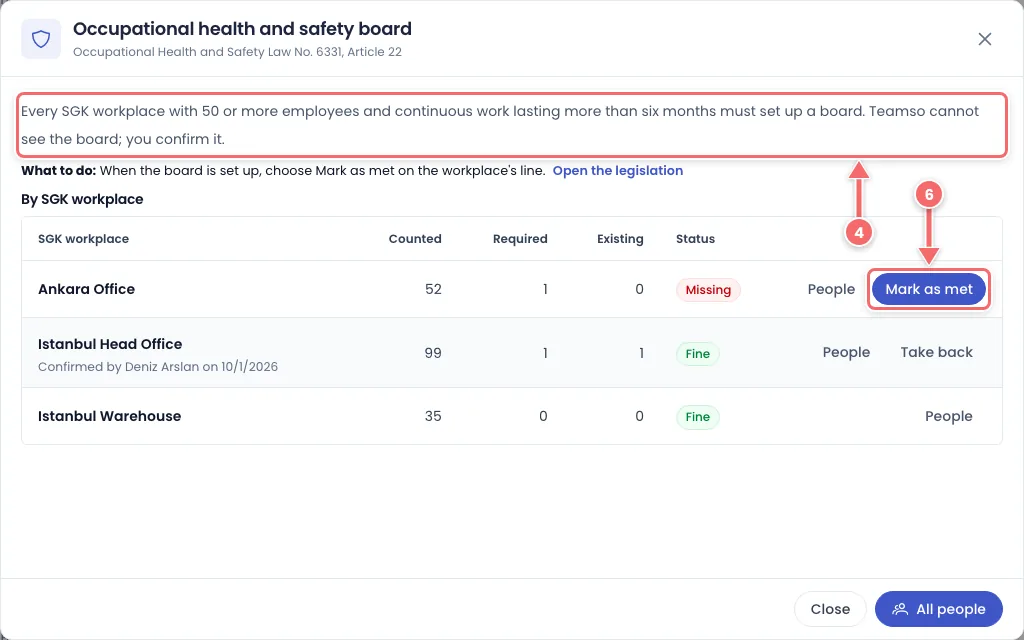 Occupational health and safety board
Occupational Health and Safety Law No. 6331, Article 22
Every SGK workplace with 50 or more employees and continuous work lasting more than six months must set up a board. Teamso cannot
see the board; you confirm it.
What to do: When the board is set up, choose Mark as met on the workplace's line. Open the legislation
By SGK workplace
4
6
SGK workplace Counted Required Existing Status
Ankara Office 52 1 0 Missing People Mark as met
Istanbul Head Office 99 1 1 Fine People Take back
Confirmed by Deniz Arslan on 10/1/2026
Istanbul Warehouse 35 0 0 Fine People
Close All people